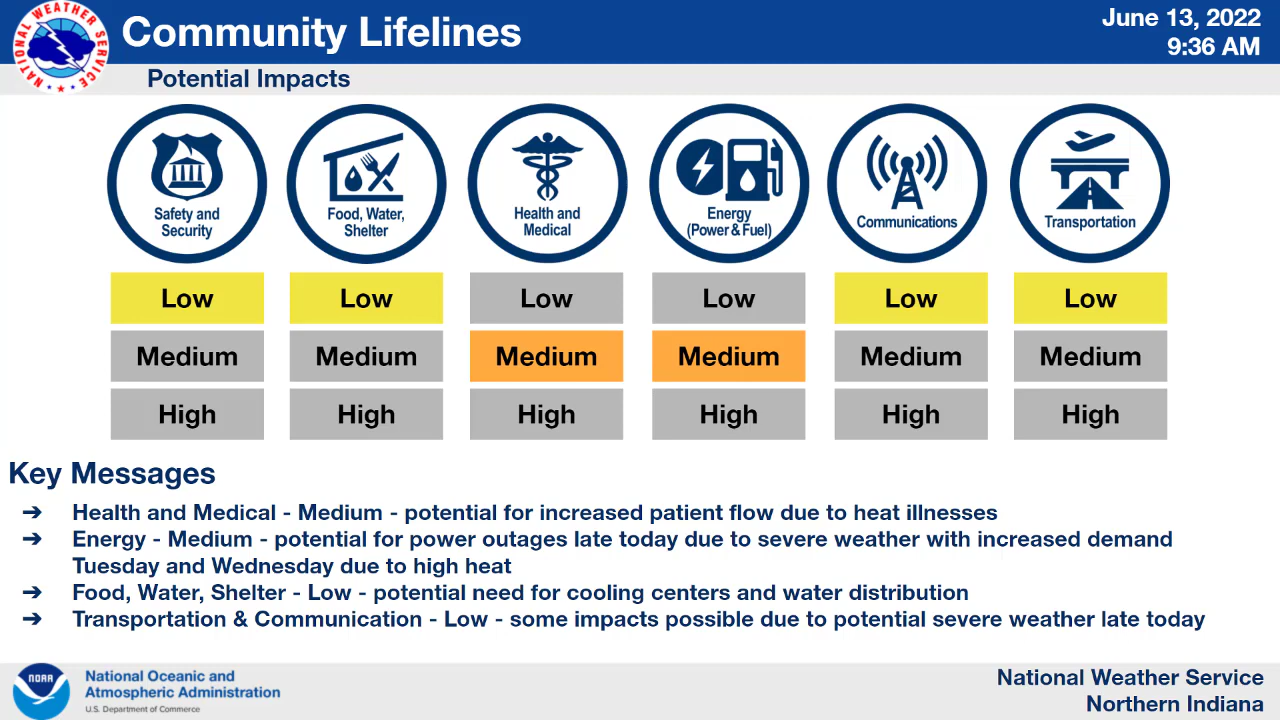 NATIONAL WEATHER SERVICE
Community Lifelines
June 13, 2022
9:36 AM
Potential Impacts
Safety and
Security
Food, Water,
Shelter
Health and
Medical
Energy
(Power & Fuel)
Communications
Transportation
Low Low Low Low Low Low
Medium Medium Medium Medium Medium Medium
High High High High High High
Key Messages
➔ Health and Medical - Medium - potential for increased patient flow due to heat illnesses
➔ Energy - Medium - potential for power outages late today due to severe weather with increased demand
Tuesday and Wednesday due to high heat
➔ Food, Water, Shelter - Low - potential need for cooling centers and water distribution
➔ Transportation & Communication - Low - some impacts possible due to potential severe weather late today
NOAA
National Oceanic and
Atmospheric Administration
U.S. Department of Commerce
National Weather Service
Northern Indiana